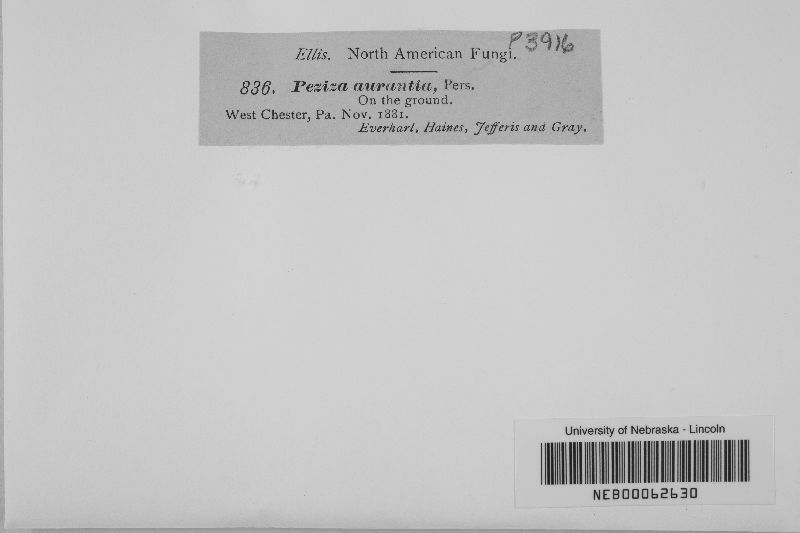 P3916
Ellis. North American Fungi.
836. Peziza aurantia, Pers.
On the ground.
West Chester, Pa. Nov. 1881.
Everhart, Haines, Jefferis and Gray.
University of Nebraska - Lincoln
NEB00062630